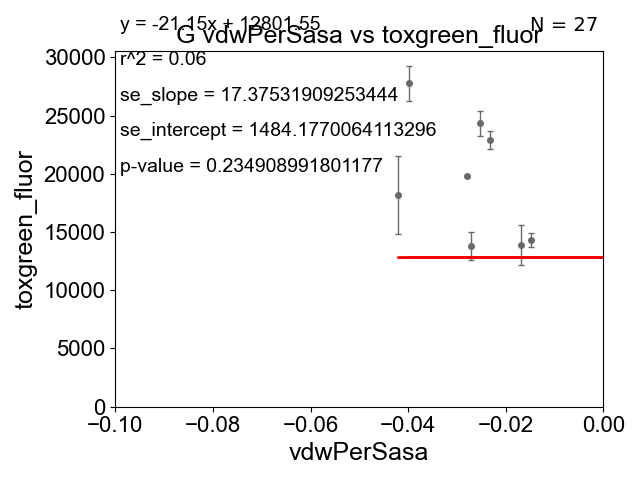 y = -21.15x + 12801.55
N = 27
G vdwPerSasa vs toxgreen_fluor
r^2 = 0.06
se_slope = 17.37531909253444
se_intercept = 1484.1770064113296
p-value = 0.234908991801177
30000
25000
20000
15000
10000
5000
0
toxgreen_fluor
−0.10 −0.08 −0.06 −0.04 −0.02 0.00
vdwPerSasa